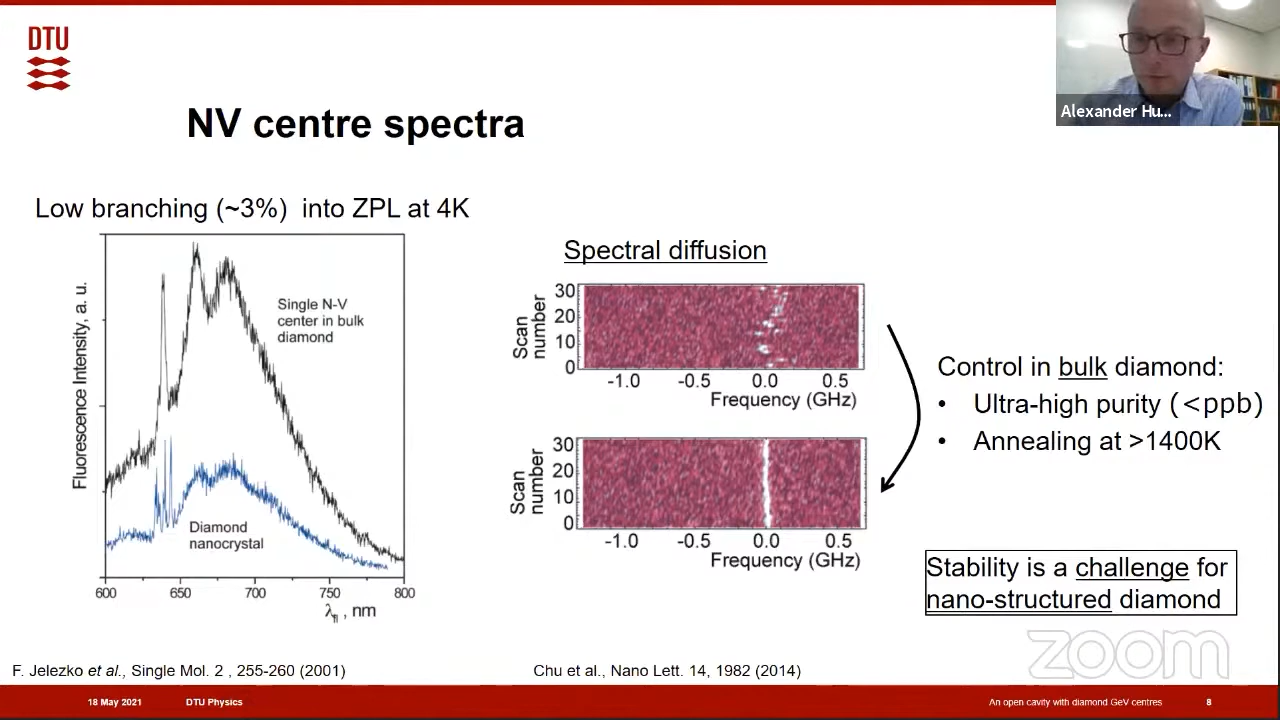 DTU
Alexander Hu...
NV centre spectra
Low branching (~3%) into ZPL at 4K
Fluorescence Intensity, a. u.
Single N-V
center in bulk
diamond
Diamond
nanocrystal
600
650
700
750
800
λfl , nm
Spectral diffusion
Scan
number
30
20
10
0
-1.0
-0.5
0.0
0.5
Frequency (GHz)
Scan
number
30
20
10
0
-1.0
-0.5
0.0
0.5
Frequency (GHz)
Control in bulk diamond:
• Ultra-high purity (<ppb)
• Annealing at >1400K
Stability is a challenge for
nano-structured diamond
zoom
F. Jelezko et al., Single Mol. 2 , 255-260 (2001)
Chu et al., Nano Lett. 14, 1982 (2014)
18 May 2021
DTU Physics
An open cavity with diamond GeV centres
8